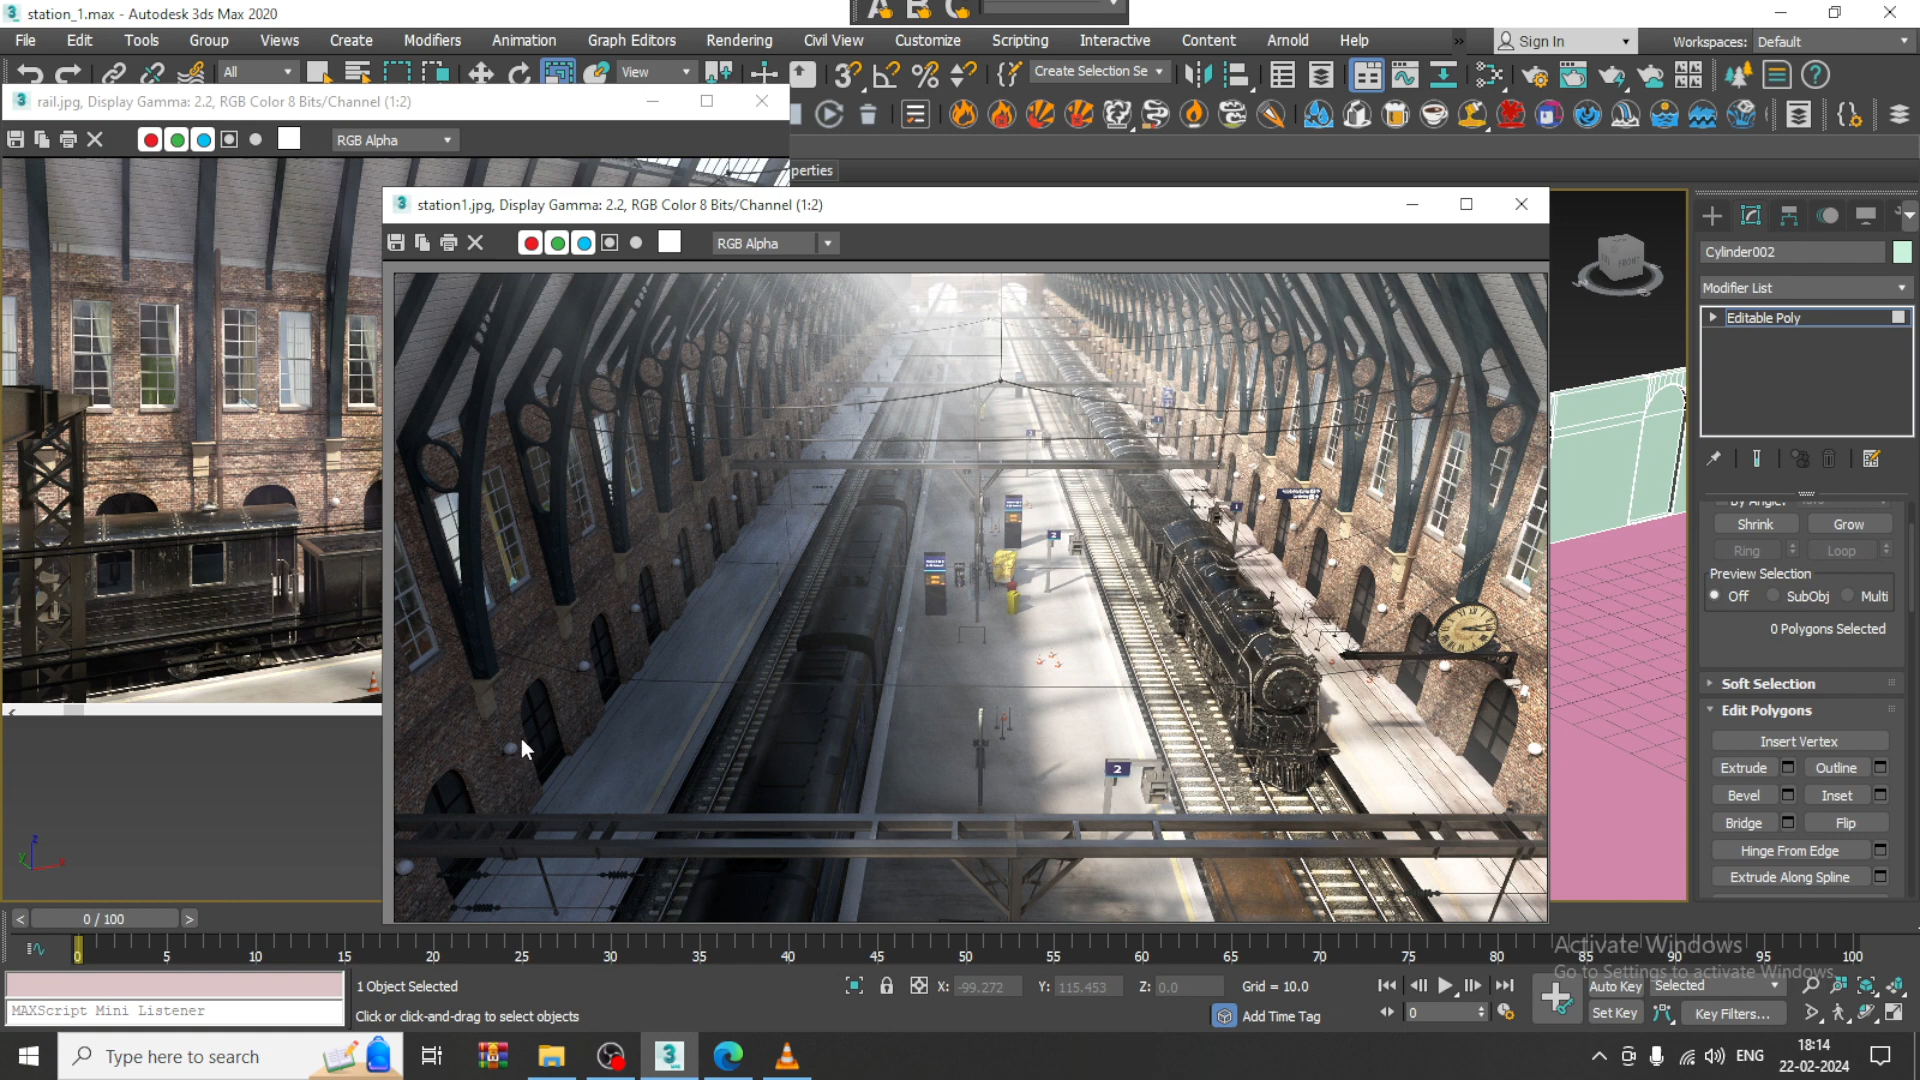 station_1.max - Autodesk 3ds Max 2020
File Edit Tools Group Views Create Modifiers Animation Graph Editors Rendering Civil View Customize Scripting Interactive Content Arnold Help
Sign In
Workspaces: Default
All
View
Create Selection Se
rail.jpg, Display Gamma: 2.2, RGB Color 8 Bits/Channel (1:2)
RGB Alpha
perties
station1.jpg, Display Gamma: 2.2, RGB Color 8 Bits/Channel (1:2)
RGB Alpha
FRONT
2
2
Cylinder002
Modifier List
Editable Poly
By Angle:
Shrink Grow
Ring Loop
Preview Selection
Off SubObj Multi
0 Polygons Selected
Soft Selection
Edit Polygons
Insert Vertex
Extrude Outline
Bevel Inset
Bridge Flip
Hinge From Edge
Extrude Along Spline
z
y
x
< 0 / 100 >
0 5 10 15 20 25 30 35 40 45 50 55 60 65 70 75 80 85 90 95 100
Activate Windows
Go to Settings to activate Windows.
1 Object Selected
X: -99.272 Y: 115.453 Z: 0.0 Grid = 10.0
Auto Key Selected
MAXScript Mini Listener
Click or click-and-drag to select objects
Add Time Tag
0
Set Key Key Filters...
Type here to search
ENG
18:14
22-02-2024